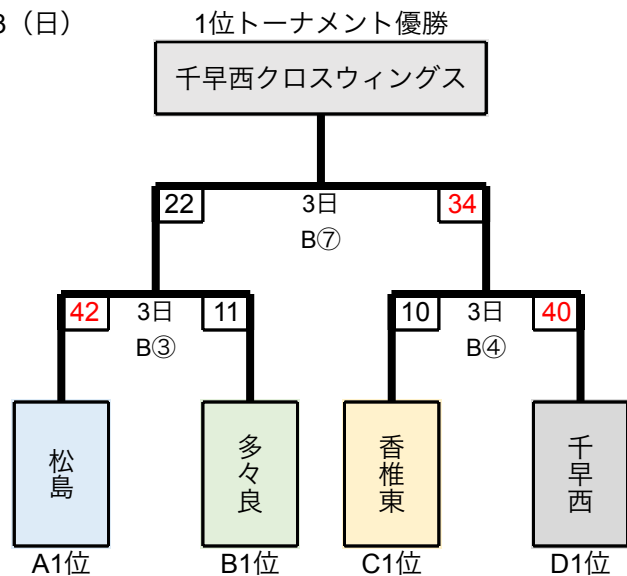 3（日）
1位トーナメント優勝
千早西クロスウィングス
22 3日 34
B⑦
42 3日 11
B③
10 3日 40
B④
松島
多々良
香椎東
千早西
A1位
B1位
C1位
D1位